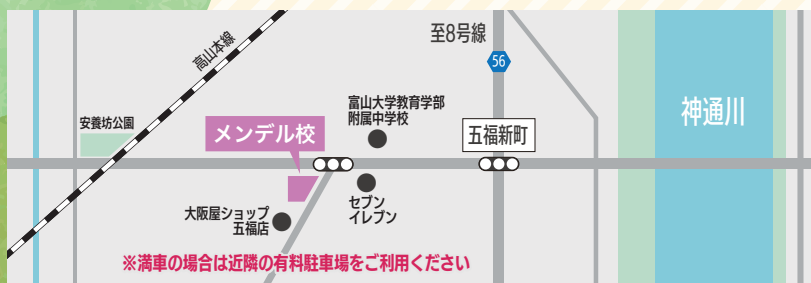 至8号線
高山本線
56
富山大学教育学部
附属中学校
安養坊公園
メンデル校
五福新町
神通川
セブン
イレブン
大阪屋ショップ
五福店
※満車の場合は近隣の有料駐車場をご利用ください